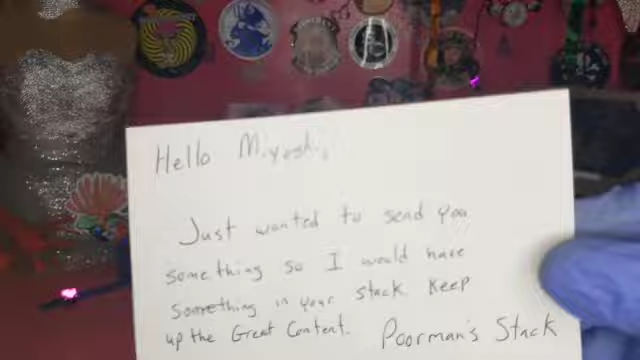 Hello Miyoshi,
Just wanted to send you
something so I would have
something in your stack. Keep
up the Great Content. Poorman's Stack